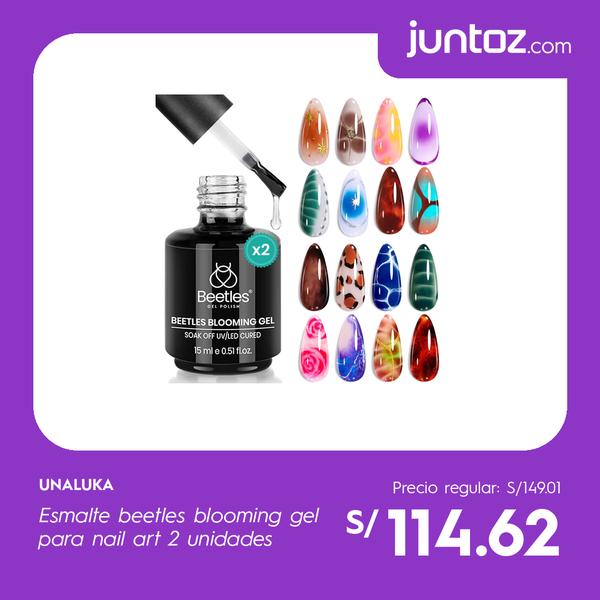 juntoz.com
x2
Beetles®
GEL POLISH
BEETLES BLOOMING GEL
SOAK OFF UV/LED CURED
15 ml e 0.51 fl.oz.
UNALUKA
Esmalte beetles blooming gel
para nail art 2 unidades
Precio regular: S/149.01
S/114.62